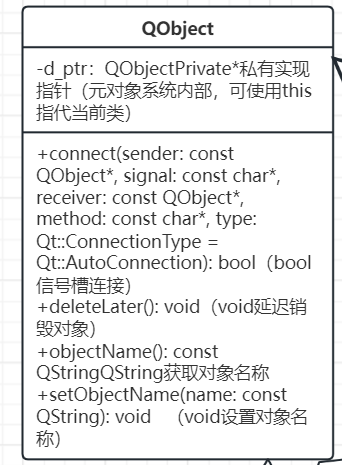 QObject
-d_ptr：QObjectPrivate*私有实现
指针（元对象系统内部，可使用this
指代当前类）
+connect(sender: const
QObject*, signal: const char*,
receiver: const QObject*,
method: const char*, type:
Qt::ConnectionType =
Qt::AutoConnection): bool（bool
信号槽连接）
+deleteLater(): void（void延迟销
毁对象）
+objectName(): const
QStringQString获取对象名称
+setObjectName(name: const
QString): void （void设置对象名
称）